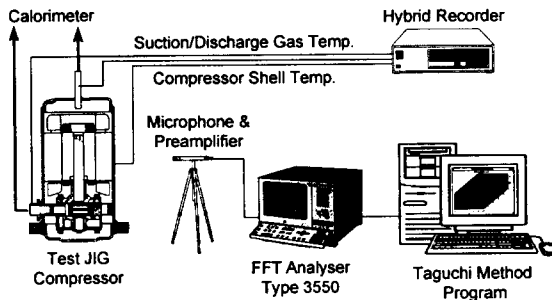 Calorimeter
Hybrid Recorder
Suction/Discharge Gas Temp.
Compressor Shell Temp.
Microphone &
Preamplifier
Test JIG
Compressor
FFT Analyser
Type 3550
Taguchi Method
Program